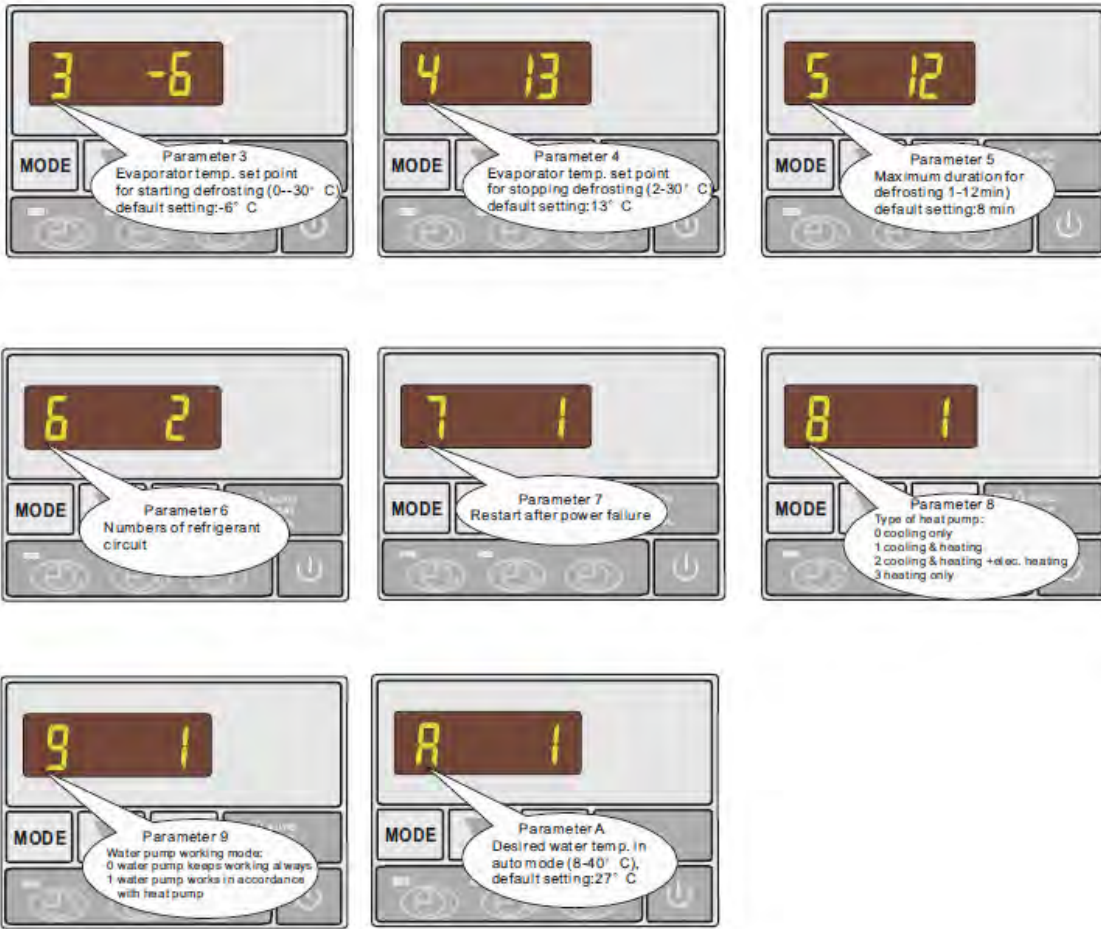 3 -6
MODE
Parameter 3
Evaporator temp. set point
for starting defrosting (0--30° C)
default setting:-6° C
4 13
MODE
Parameter 4
Evaporator temp. set point
for stopping defrosting (2-30° C)
default setting:13° C
5 12
MODE
Parameter 5
Maximum duration for
defrosting 1-12min)
default setting:8 min
6 2
MODE
Parameter 6
Numbers of refrigerant
circuit
7 1
MODE
Parameter 7
Restart after power failure
8 1
MODE
Parameter 8
Type of heat pump:
0 cooling only
1 cooling & heating
2 cooling & heating +elec. heating
3 heating only
9 1
MODE
Parameter 9
Water pump working mode:
0 water pump keeps working always
1 water pump works in accordance
with heat pump
A 1
MODE
Parameter A
Desired water temp. in
auto mode (8-40° C),
default setting:27° C